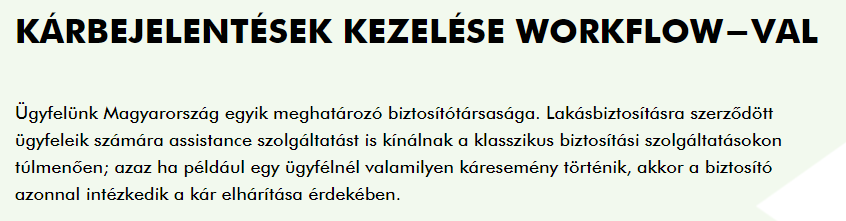 KÁRBEJELENTÉSEK KEZELÉSE WORKFLOW–VAL
Ügyfelünk Magyarország egyik meghatározó biztosítótársasága. Lakásbiztosításra szerződött
ügyfeleik számára assistance szolgáltatást is kínálnak a klasszikus biztosítási szolgáltatásokon
túlmenően; azaz ha például egy ügyfélnél valamilyen káresemény történik, akkor a biztosító
azonnal intézkedik a kár elhárítása érdekében.